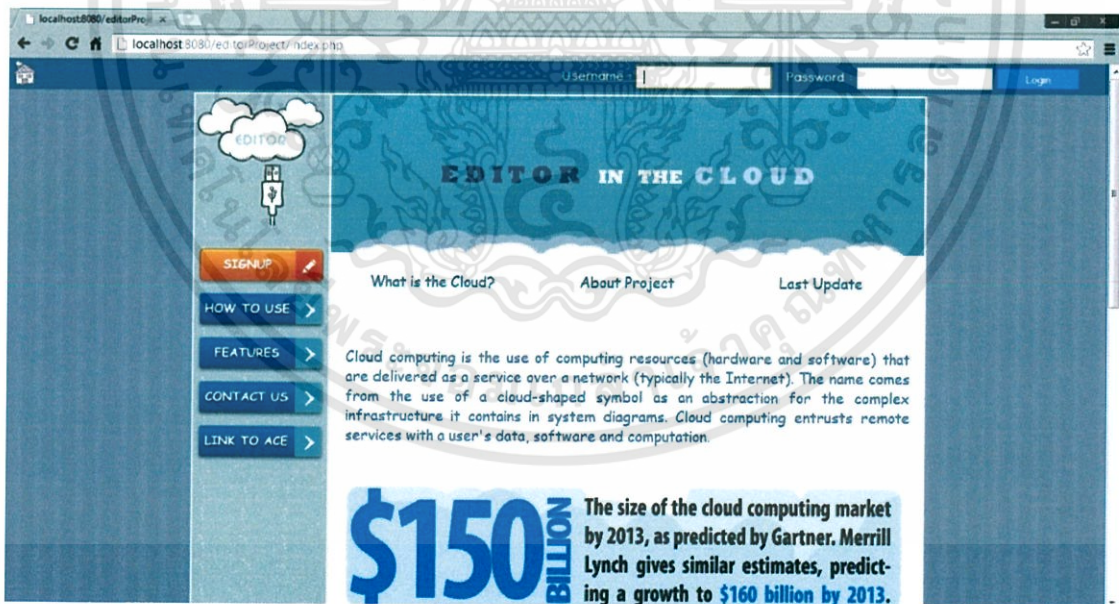 localhost:8080/editorProj
localhost:8080/editorProject/index.php
Username
Password
Login
EDITOR
EDITOR IN THE CLOUD
SIGNUP
HOW TO USE
FEATURES
CONTACT US
LINK TO ACE
What is the Cloud?
About Project
Last Update
Cloud computing is the use of computing resources (hardware and software) that
are delivered as a service over a network (typically the Internet). The name comes
from the use of a cloud-shaped symbol as an abstraction for the complex
infrastructure it contains in system diagrams. Cloud computing entrusts remote
services with a user's data, software and computation.
$150 BILLION
The size of the cloud computing market
by 2013, as predicted by Gartner. Merrill
Lynch gives similar estimates, predict-
ing a growth to $160 billion by 2013.